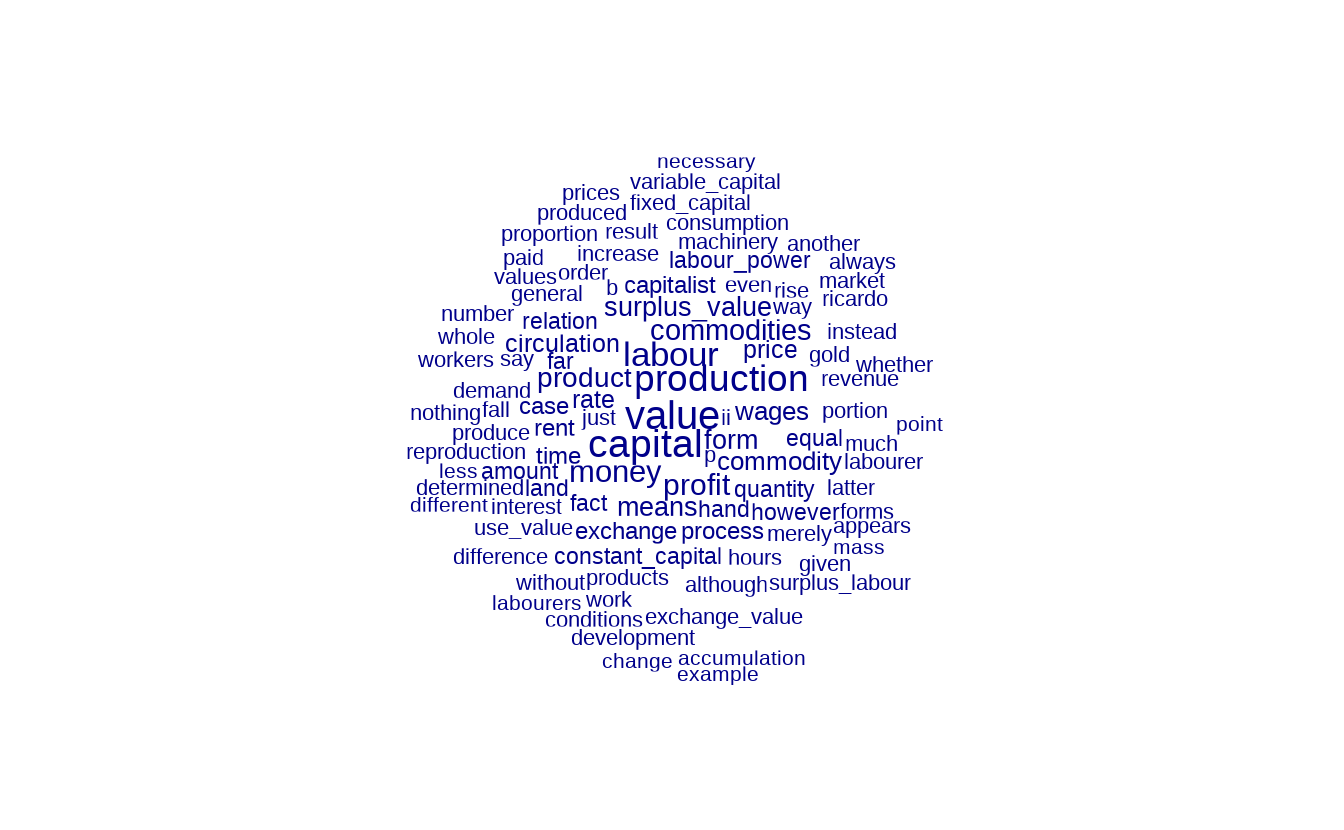 necessary
variable_capital
prices fixed_capital
produced consumption
proportion result machinery another
paid increase labour_power always
values order b capitalist even rise market
general surplus_value way ricardo
number relation commodities instead
whole circulation labour price gold whether
workers say far product production revenue
demand rate
nothing fall case just value ii wages portion point
produce rent capital form equal much
reproduction time p commodity labourer
less amount money profit quantity latter
determined land
different interest fact means hand however forms
use_value exchange process merely appears
difference constant_capital hours given mass
without products although surplus_labour
labourers work
conditions exchange_value
development
change accumulation
example